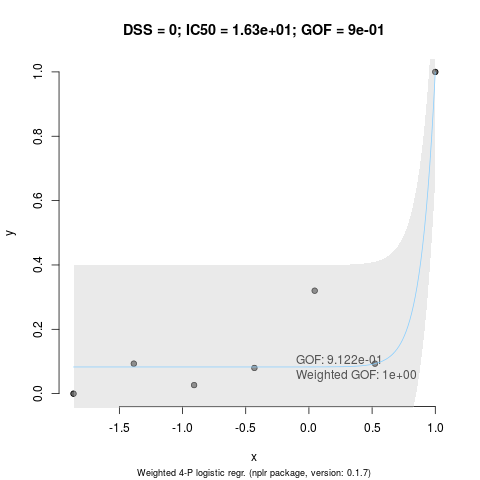 DSS = 0; IC50 = 1.63e+01; GOF = 9e-01
1.0
0.8
0.6
y
0.4
0.2
0.0
GOF: 9.122e-01
Weighted GOF: 1e+00
-1.5 -1.0 -0.5 0.0 0.5 1.0
x
Weighted 4-P logistic regr. (nplr package, version: 0.1.7)